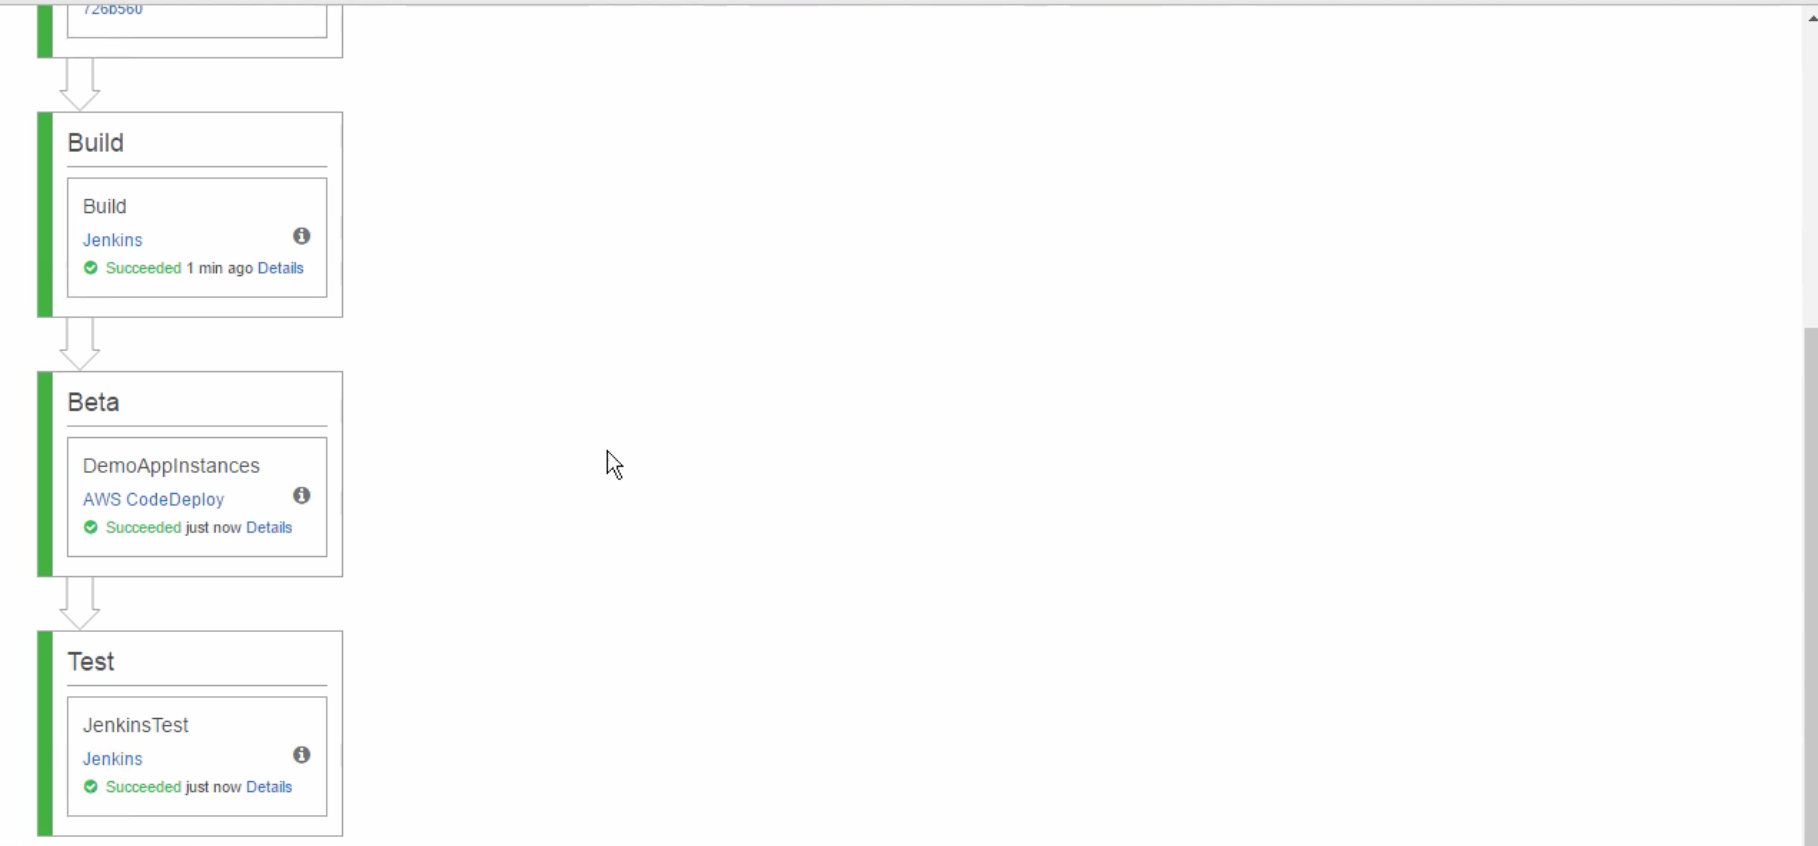 726b560
Build
Build
Jenkins
Succeeded 1 min ago Details
Beta
DemoAppInstances
AWS CodeDeploy
Succeeded just now Details
Test
JenkinsTest
Jenkins
Succeeded just now Details